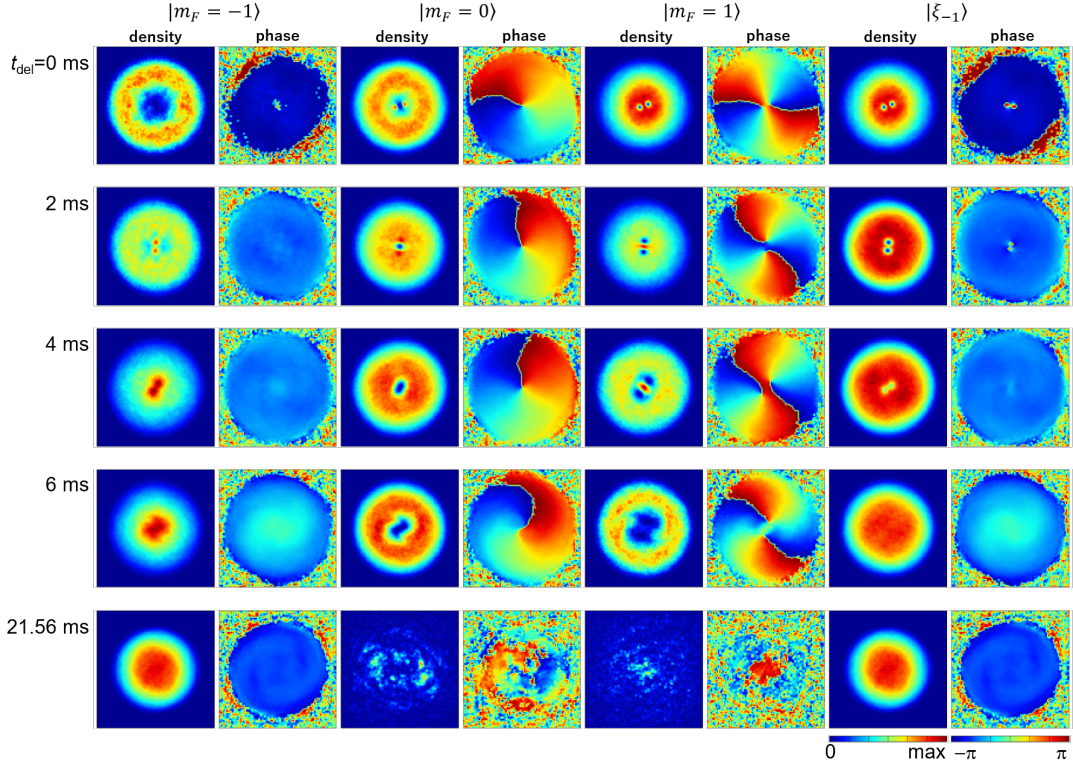 |m_F = −1⟩ |m_F = 0⟩ |m_F = 1⟩ |ξ_{−1}⟩
density phase density phase density phase density phase
t_del=0 ms
2 ms
4 ms
6 ms
21.56 ms
0 max −π π